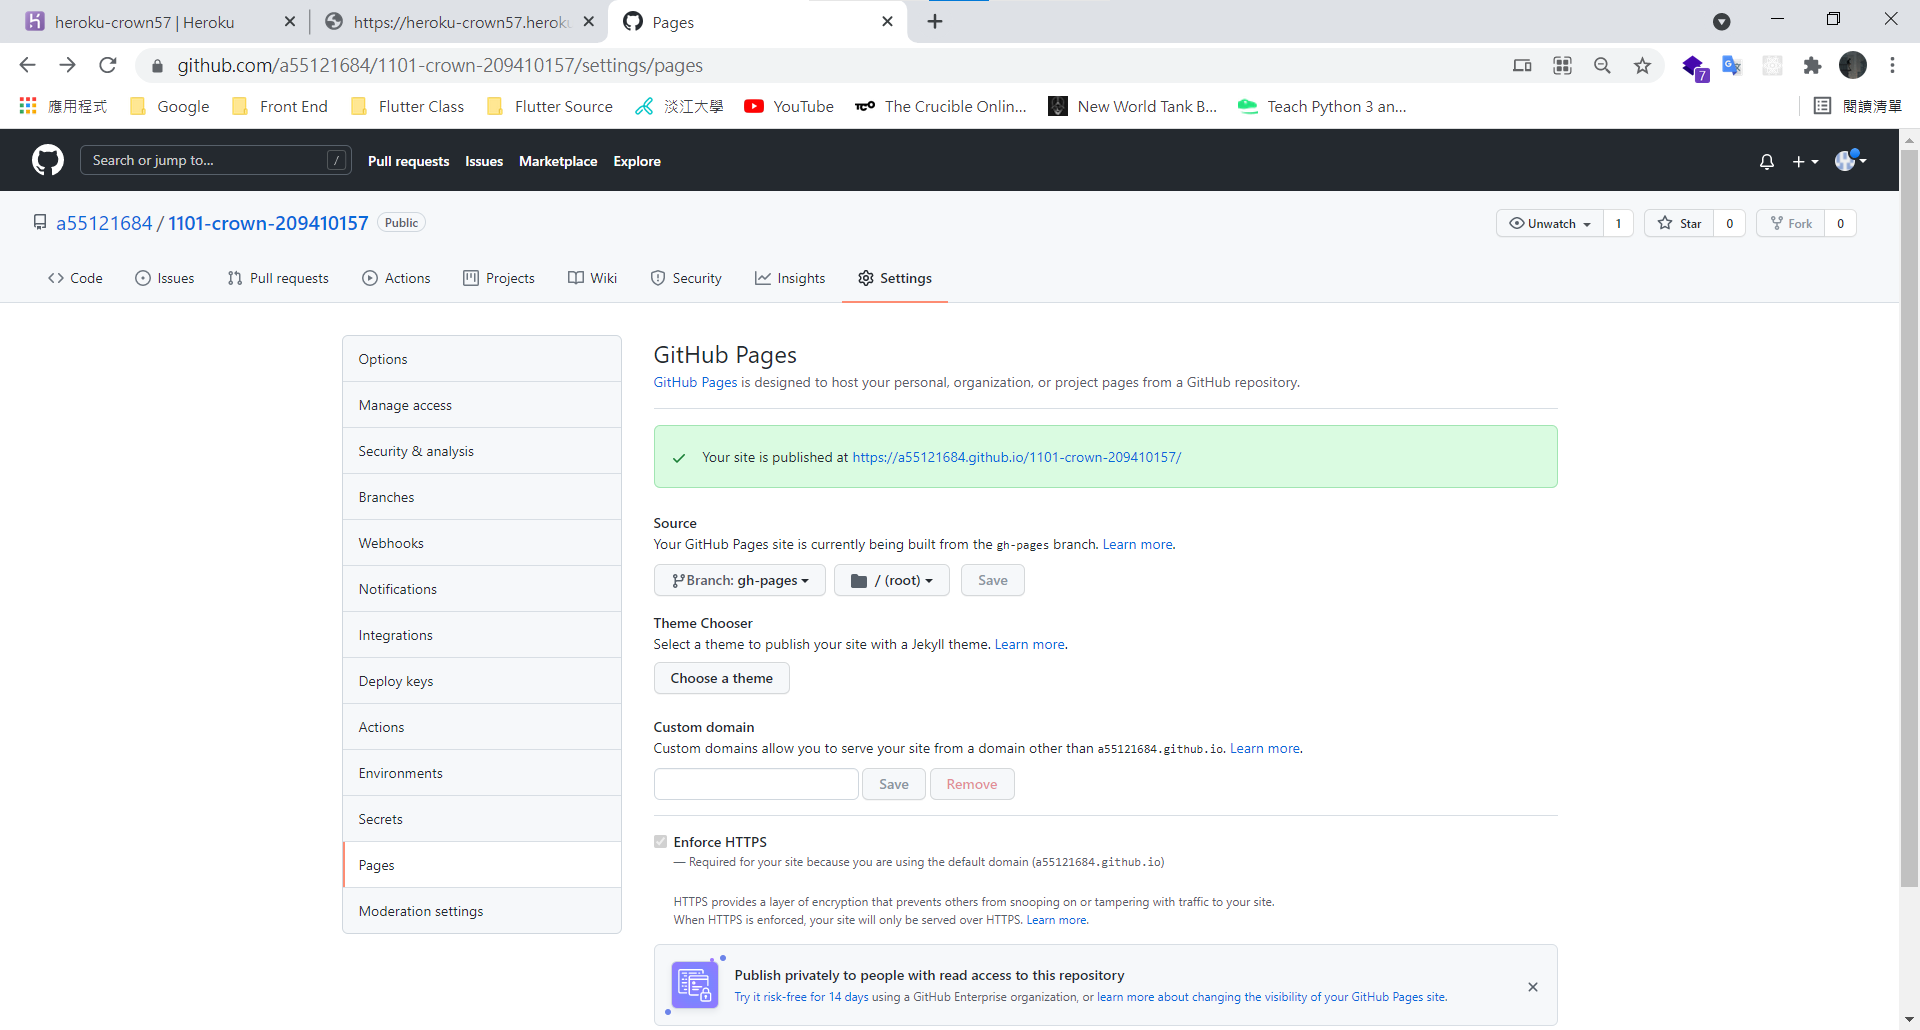 heroku-crown57 | Heroku
https://heroku-crown57.heroku
Pages
github.com/a55121684/1101-crown-209410157/settings/pages
7
應用程式
Google
Front End
Flutter Class
Flutter Source
淡江大學
YouTube
The Crucible Onlin...
New World Tank B...
Teach Python 3 an...
閱讀清單
Search or jump to... /
Pull requests
Issues
Marketplace
Explore
a55121684 / 1101-crown-209410157 Public
Unwatch 1
Star 0
Fork 0
Code
Issues
Pull requests
Actions
Projects
Wiki
Security
Insights
Settings
Options
Manage access
Security & analysis
Branches
Webhooks
Notifications
Integrations
Deploy keys
Actions
Environments
Secrets
Pages
Moderation settings
GitHub Pages
GitHub Pages is designed to host your personal, organization, or project pages from a GitHub repository.
Your site is published at https://a55121684.github.io/1101-crown-209410157/
Source
Your GitHub Pages site is currently being built from the gh-pages branch. Learn more.
Branch: gh-pages
/ (root)
Save
Theme Chooser
Select a theme to publish your site with a Jekyll theme. Learn more.
Choose a theme
Custom domain
Custom domains allow you to serve your site from a domain other than a55121684.github.io. Learn more.
Save
Remove
Enforce HTTPS
— Required for your site because you are using the default domain (a55121684.github.io)
HTTPS provides a layer of encryption that prevents others from snooping on or tampering with traffic to your site.
When HTTPS is enforced, your site will only be served over HTTPS. Learn more.
Publish privately to people with read access to this repository
Try it risk-free for 14 days using a GitHub Enterprise organization, or learn more about changing the visibility of your GitHub Pages site.